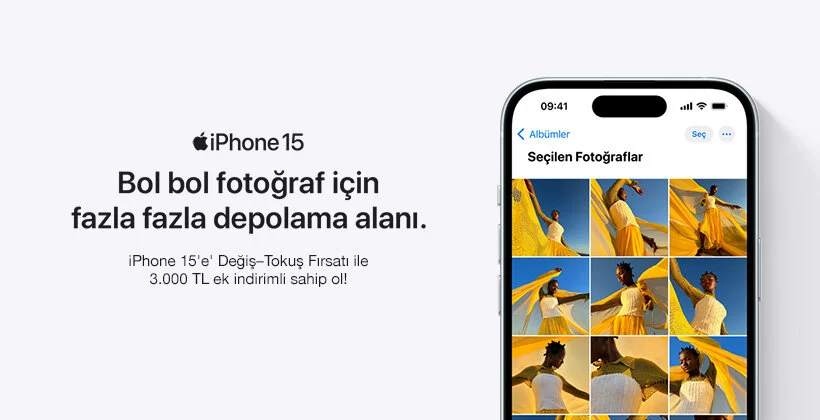 iPhone 15
Bol bol fotoğraf için
fazla fazla depolama alanı.
iPhone 15'e' Değiş–Tokuş Fırsatı ile
3.000 TL ek indirimli sahip ol!
09:41
Albümler
Seç
Seçilen Fotoğraflar